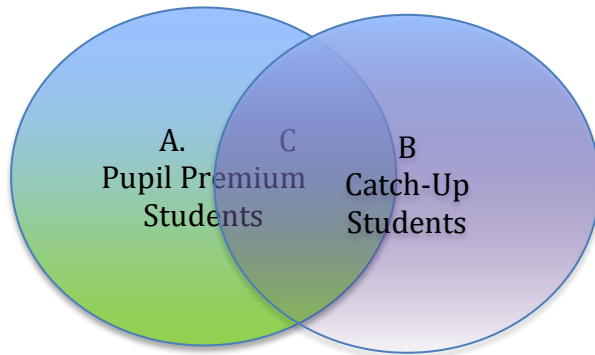 A. C
Pupil Premium
Students
B
Catch-Up
Students